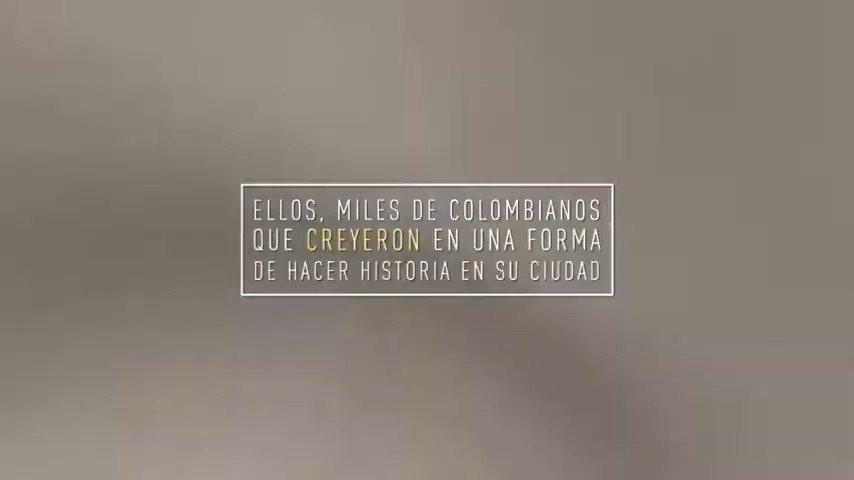 ELLOS, MILES DE COLOMBIANOS
QUE CREYERON EN UNA FORMA
DE HACER HISTORIA EN SU CIUDAD